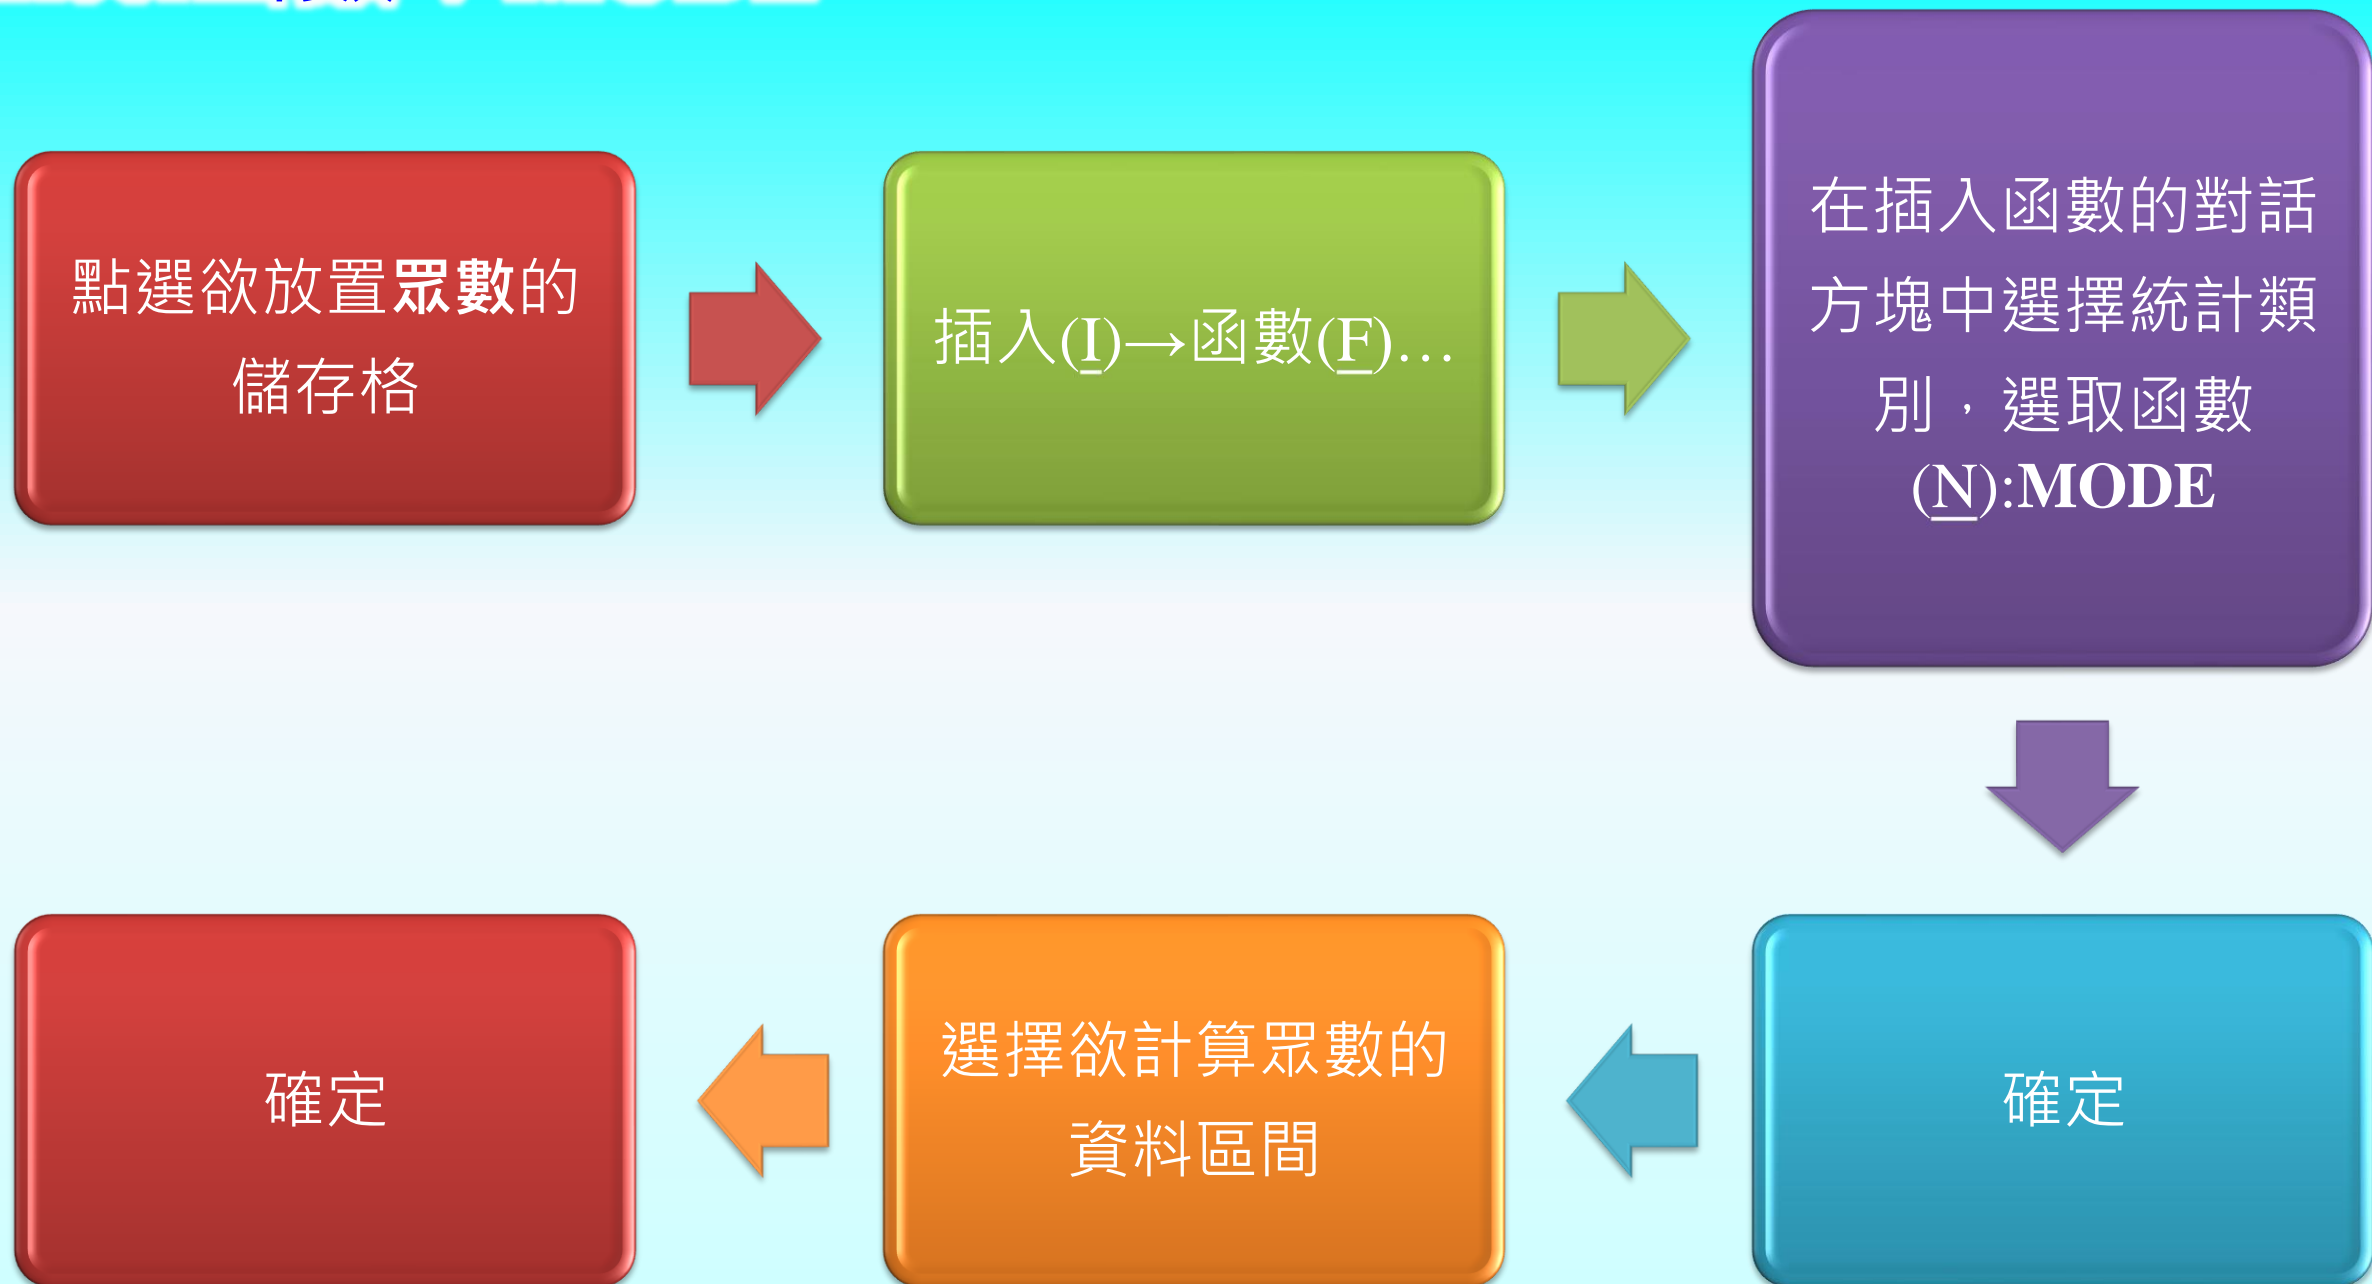 點選欲放置眾數的
儲存格
插入(I)→函數(F)…
在插入函數的對話
方塊中選擇統計類
別，選取函數
(N):MODE
確定
選擇欲計算眾數的
資料區間
確定